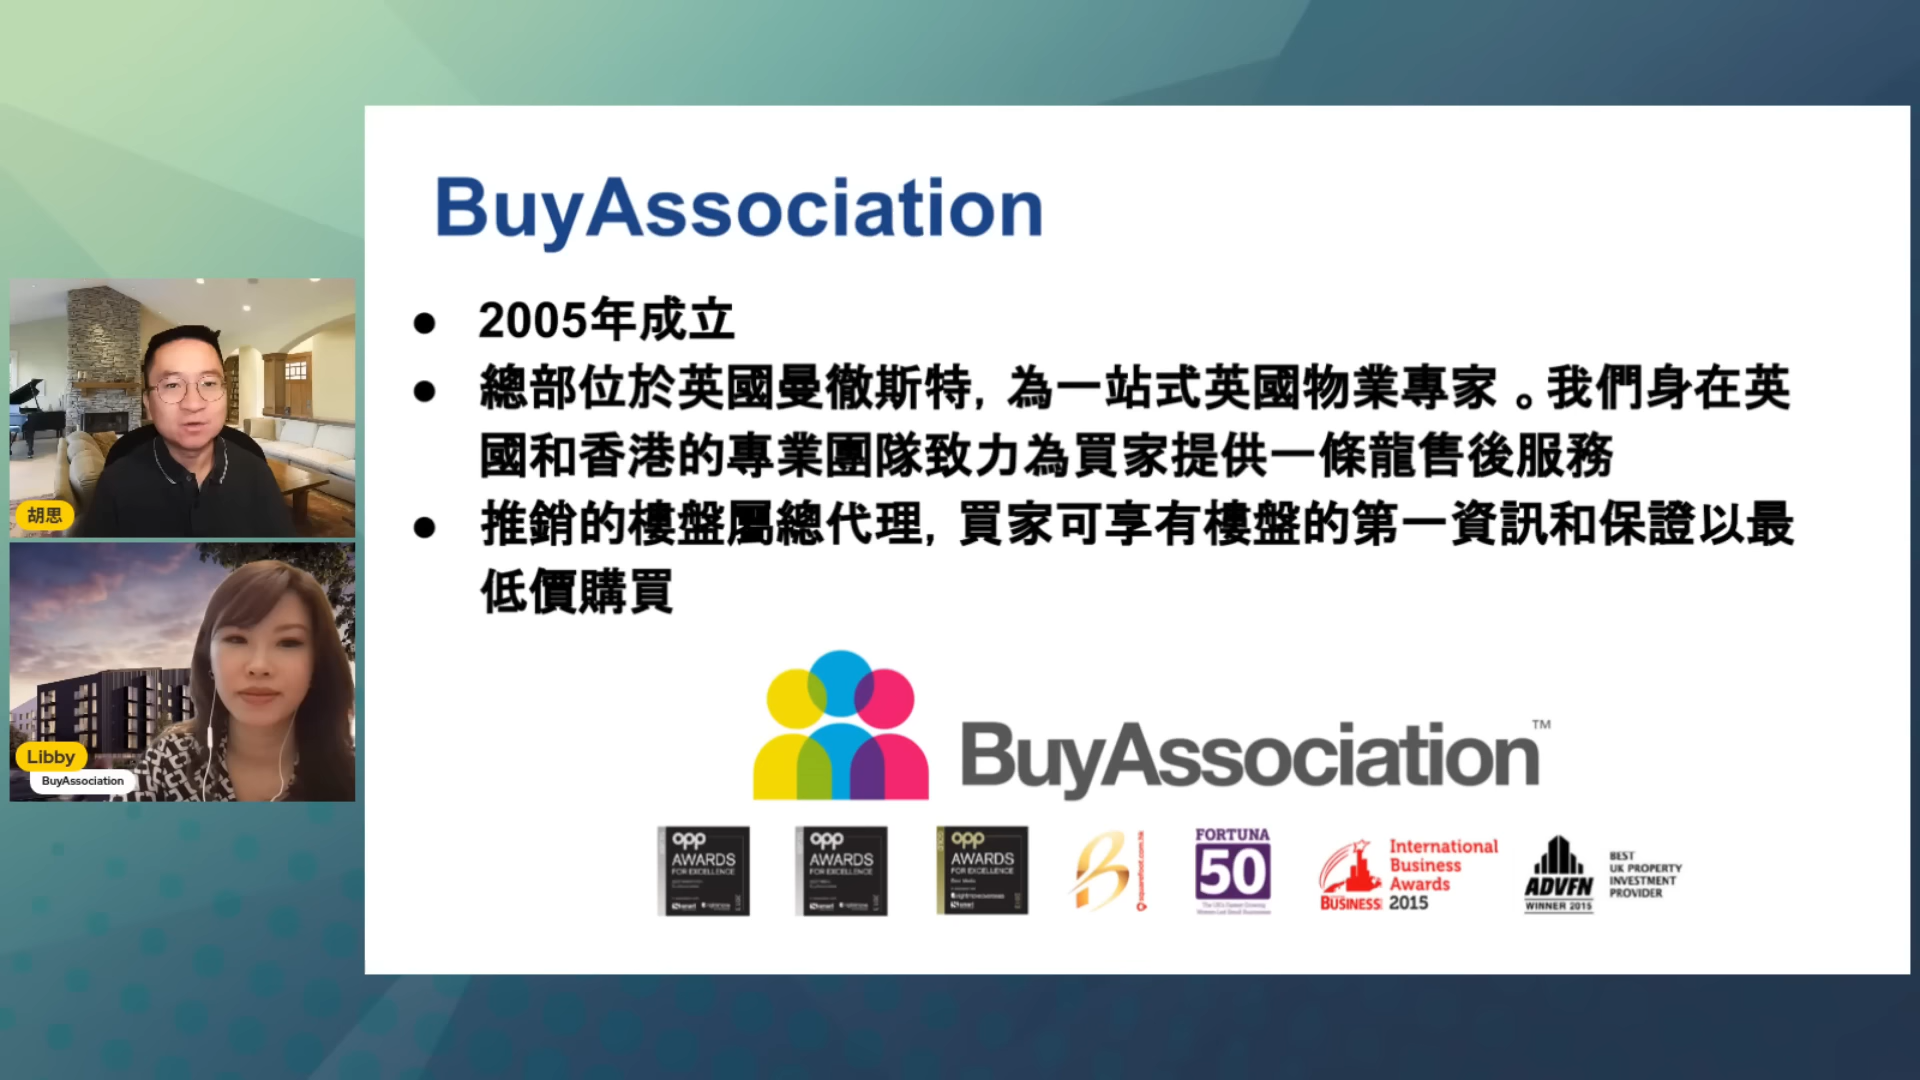 BuyAssociation
● 2005年成立
● 總部位於英國曼徹斯特，為一站式英國物業專家。我們身在英
國和香港的專業團隊致力為買家提供一條龍售後服務
● 推銷的樓盤屬總代理，買家可享有樓盤的第一資訊和保證以最
低價購買
胡思
Libby
BuyAssociation
BuyAssociation™
opp
AWARDS
FOR EXCELLENCE
opp
AWARDS
FOR EXCELLENCE
opp
AWARDS
FOR EXCELLENCE
squarefoot.com.hk
FORTUNA
50
International
Business
Awards
2015
BUSINESS
ADVFN
WINNER 2015
BEST
UK PROPERTY
INVESTMENT
PROVIDER